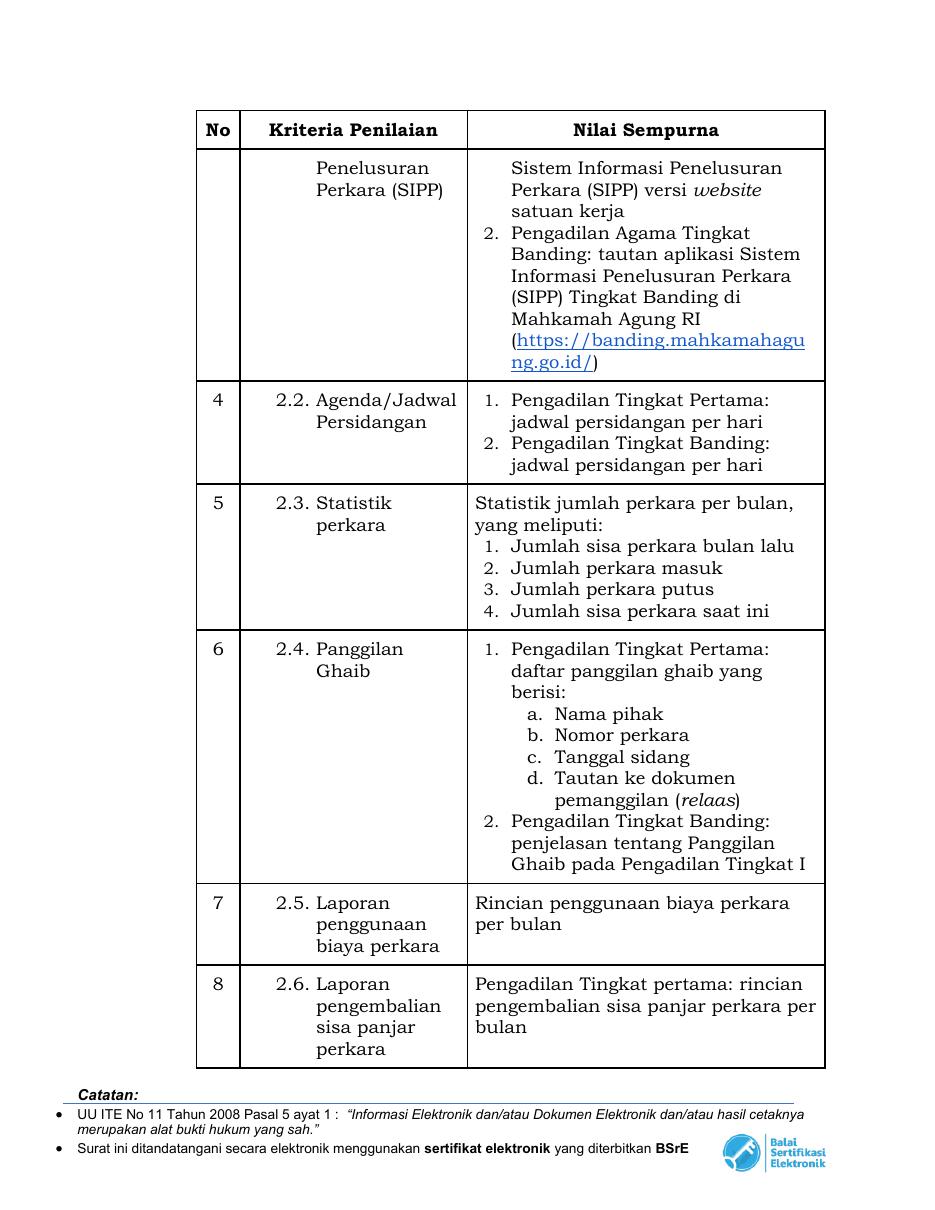 No Kriteria Penilaian Nilai Sempurna
Penelusuran
Perkara (SIPP)
Sistem Informasi Penelusuran
Perkara (SIPP) versi website
satuan kerja
2. Pengadilan Agama Tingkat
Banding: tautan aplikasi Sistem
Informasi Penelusuran Perkara
(SIPP) Tingkat Banding di
Mahkamah Agung RI
(https://banding.mahkamahagu
ng.go.id/)
4
2.2. Agenda/Jadwal
Persidangan
1. Pengadilan Tingkat Pertama:
jadwal persidangan per hari
2. Pengadilan Tingkat Banding:
jadwal persidangan per hari
5
2.3. Statistik
perkara
Statistik jumlah perkara per bulan,
yang meliputi:
1. Jumlah sisa perkara bulan lalu
2. Jumlah perkara masuk
3. Jumlah perkara putus
4. Jumlah sisa perkara saat ini
6
2.4. Panggilan
Ghaib
1. Pengadilan Tingkat Pertama:
daftar panggilan ghaib yang
berisi:
a. Nama pihak
b. Nomor perkara
c. Tanggal sidang
d. Tautan ke dokumen
pemanggilan (relaas)
2. Pengadilan Tingkat Banding:
penjelasan tentang Panggilan
Ghaib pada Pengadilan Tingkat I
7
2.5. Laporan
penggunaan
biaya perkara
Rincian penggunaan biaya perkara
per bulan
8
2.6. Laporan
pengembalian
sisa panjar
perkara
Pengadilan Tingkat pertama: rincian
pengembalian sisa panjar perkara per
bulan
Catatan:
• UU ITE No 11 Tahun 2008 Pasal 5 ayat 1 : “Informasi Elektronik dan/atau Dokumen Elektronik dan/atau hasil cetaknya
merupakan alat bukti hukum yang sah.”
• Surat ini ditandatangani secara elektronik menggunakan sertifikat elektronik yang diterbitkan BSrE
Balai
Sertifikasi
Elektronik